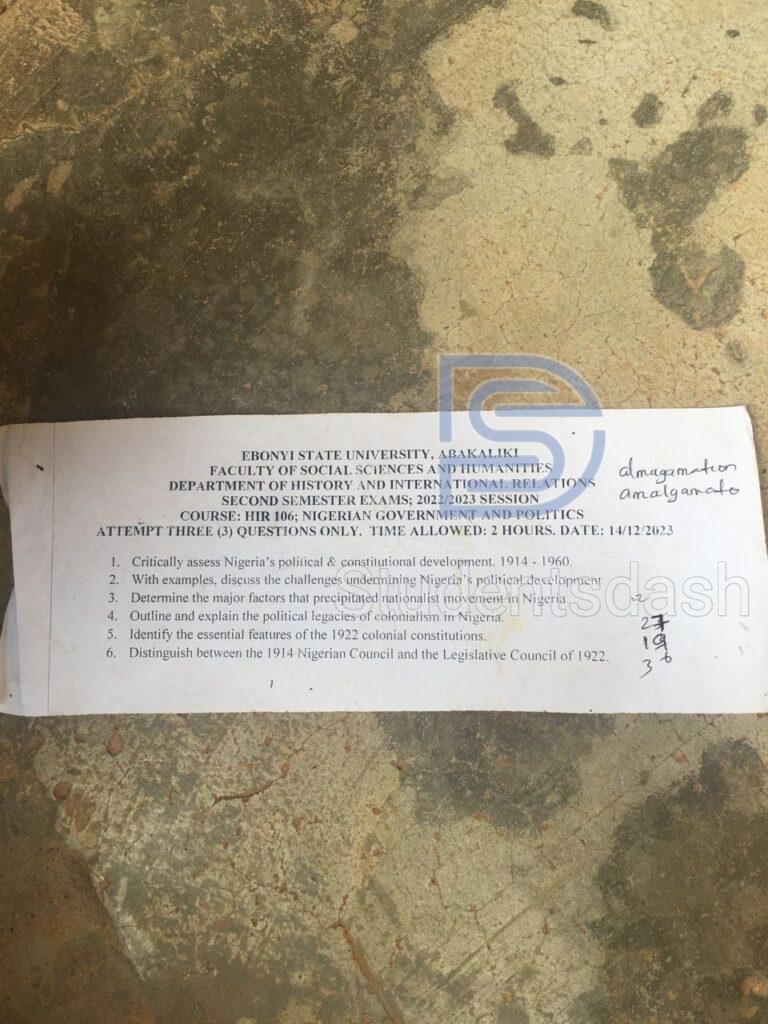 EBONYI STATE UNIVERSITY, ABAKALIKI
FACULTY OF SOCIAL SCIENCES AND HUMANITIES
DEPARTMENT OF HISTORY AND INTERNATIONAL RELATIONS
SECOND SEMESTER EXAMS; 2022/2023 SESSION
COURSE: HIR 106; NIGERIAN GOVERNMENT AND POLITICS
ATTEMPT THREE (3) QUESTIONS ONLY. TIME ALLOWED: 2 HOURS. DATE: 14/12/2023
almagamation
amalgamato
1. Critically assess Nigeria's political & constitutional development. 1914 - 1960.
2. With examples, discuss the challenges undermining Nigeria's political development
3. Determine the major factors that precipitated nationalist movement in Nigeria.
4. Outline and explain the political legacies of colonialism in Nigeria.
5. Identify the essential features of the 1922 colonial constitutions.
6. Distinguish between the 1914 Nigerian Council and the Legislative Council of 1922.
Studentsdash